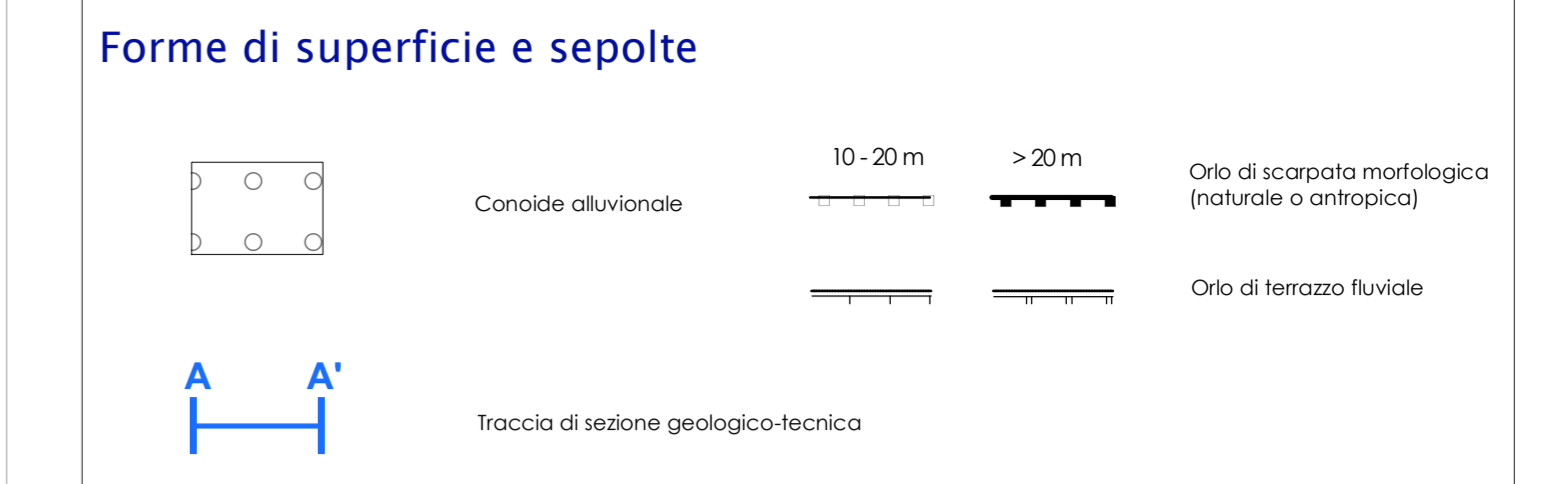 Forme di superficie e sepolte
10 - 20 m
> 20 m
Orlo di scarpata morfologica
(naturale o antropica)
Conoide alluvionale
Orlo di terrazzo fluviale
A
A'
Traccia di sezione geologico-tecnica